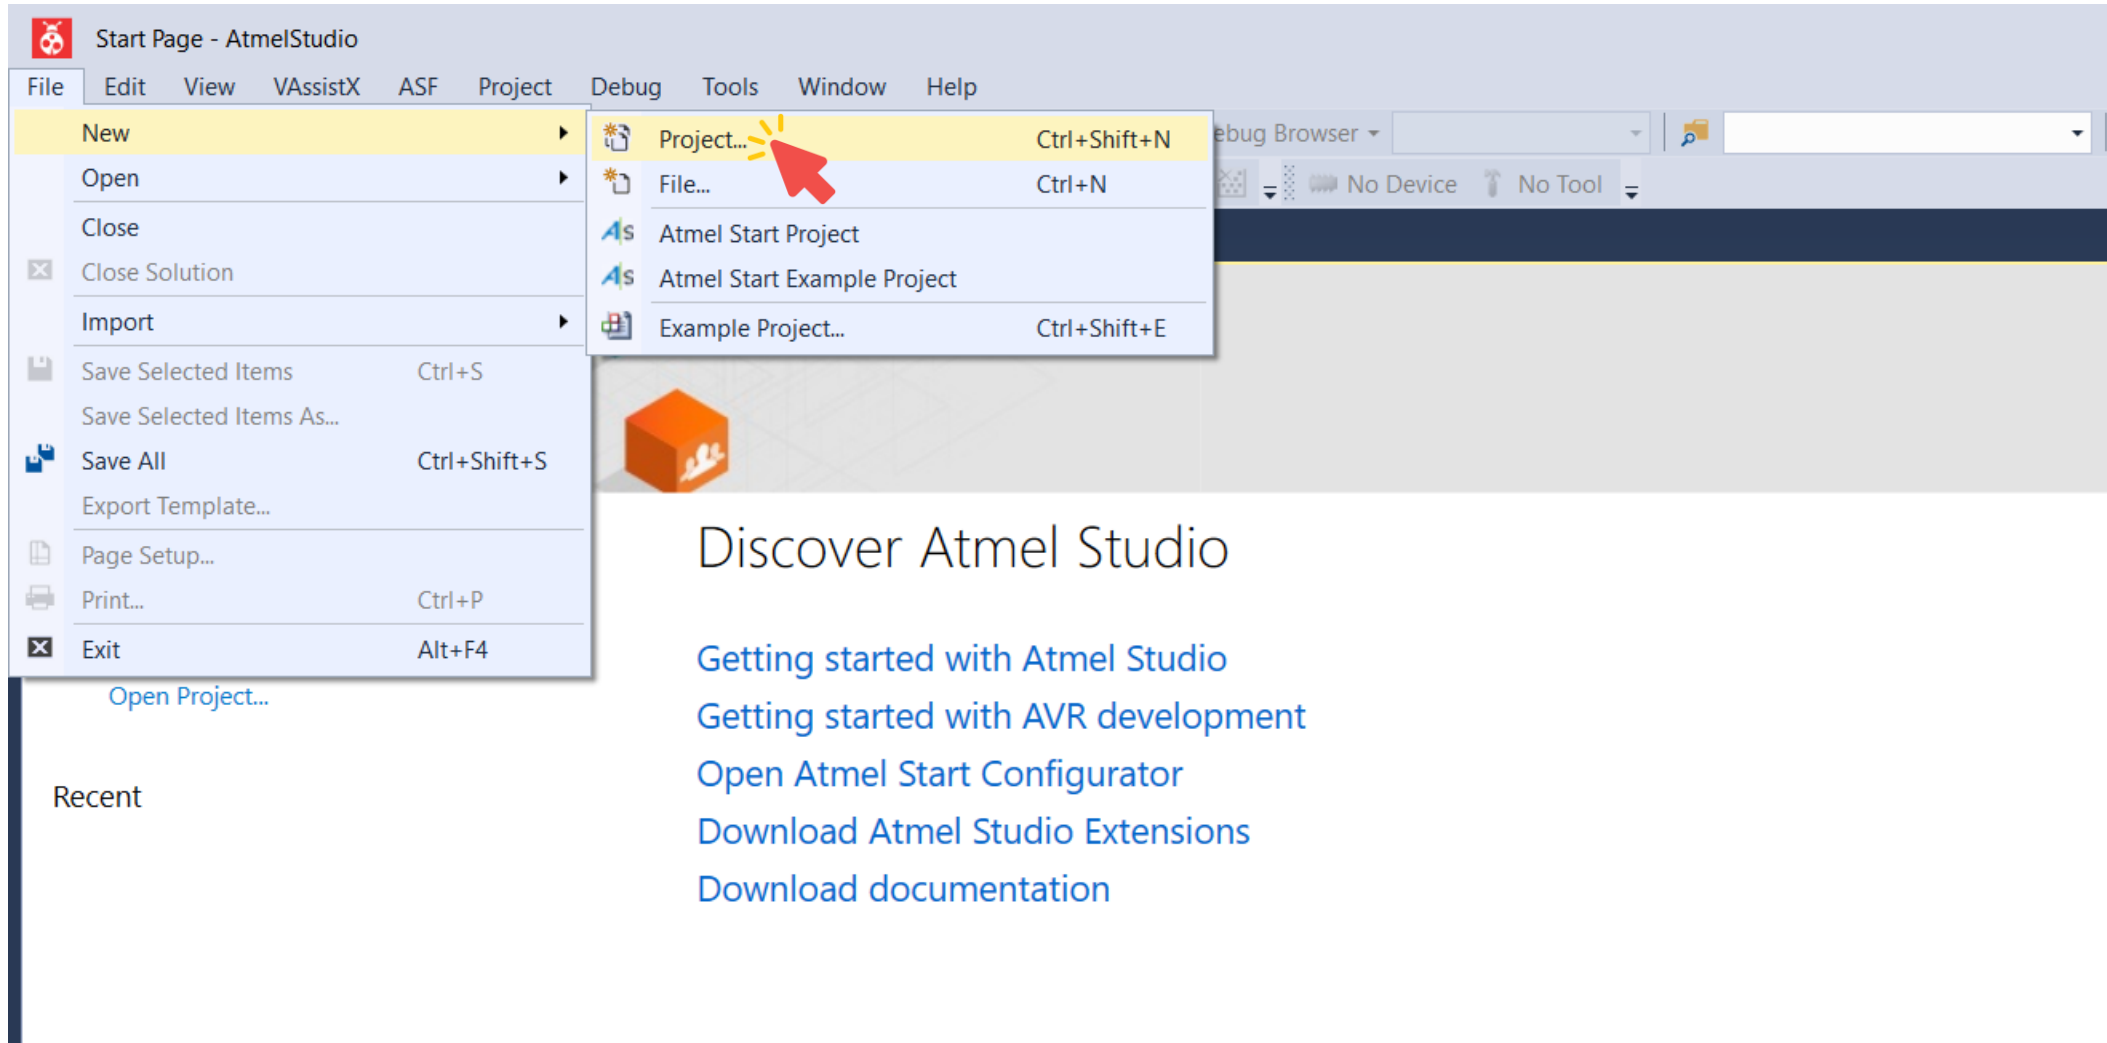 Start Page - AtmelStudio
File Edit View VAssistX ASF Project Debug Tools Window Help
New
Open
Close
Close Solution
Import
Save Selected Items Ctrl+S
Save Selected Items As...
Save All Ctrl+Shift+S
Export Template...
Page Setup...
Print... Ctrl+P
Exit Alt+F4
Project... Ctrl+Shift+N
File... Ctrl+N
Atmel Start Project
Atmel Start Example Project
Example Project... Ctrl+Shift+E
ebug Browser
No Device No Tool
Open Project...
Recent
Discover Atmel Studio
Getting started with Atmel Studio
Getting started with AVR development
Open Atmel Start Configurator
Download Atmel Studio Extensions
Download documentation